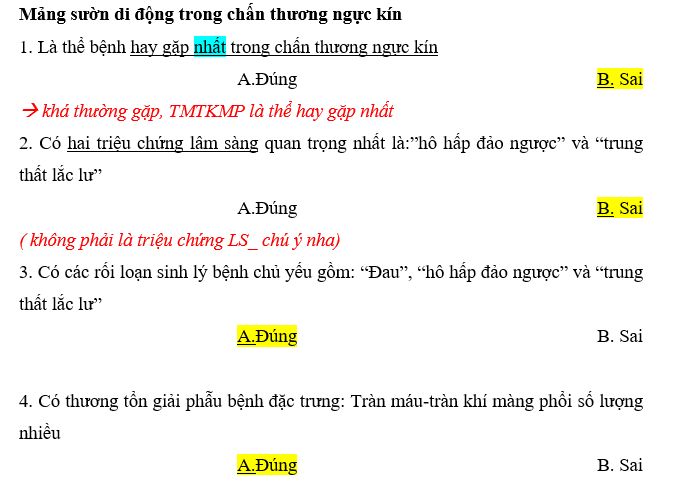 Mảng sườn di động trong chấn thương ngực kín
1. Là thể bệnh hay gặp nhất trong chấn thương ngực kín
A.Đúng B. Sai
→ khá thường gặp, TMTKMP là thể hay gặp nhất
2. Có hai triệu chứng lâm sàng quan trọng nhất là:”hô hấp đảo ngược” và “trung
thất lắc lư”
A.Đúng B. Sai
( không phải là triệu chứng LS_ chú ý nha)
3. Có các rối loạn sinh lý bệnh chủ yếu gồm: “Đau”, “hô hấp đảo ngược” và “trung
thất lắc lư”
A.Đúng B. Sai
4. Có thương tổn giải phẫu bệnh đặc trưng: Tràn máu-tràn khí màng phổi số lượng
nhiều
A.Đúng B. Sai